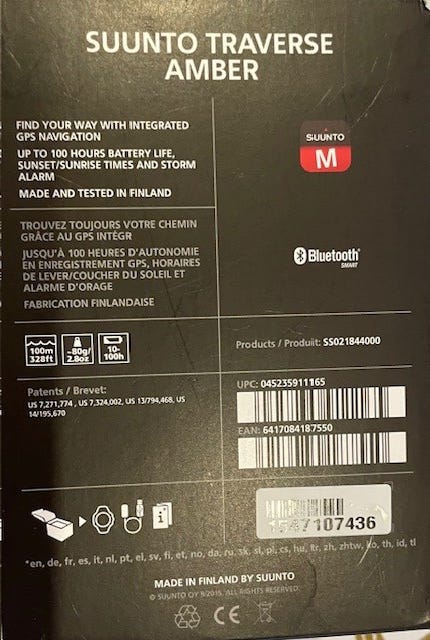 SUUNTO TRAVERSE
AMBER
FIND YOUR WAY WITH INTEGRATED
GPS NAVIGATION
UP TO 100 HOURS BATTERY LIFE,
SUNSET/SUNRISE TIMES AND STORM
ALARM
MADE AND TESTED IN FINLAND
SUUNTO
M
TROUVEZ TOUJOURS VOTRE CHEMIN
GRÂCE AU GPS INTÉGR
JUSQU'À 100 HEURES D'AUTONOMIE
EN ENREGISTREMENT GPS, HORAIRES
DE LEVER/COUCHER DU SOLEIL ET
ALARME D'ORAGE
FABRICATION FINLANDAISE
Bluetooth
SMART
100m
328ft
~80g/
2.8oz
10-
100h
Products / Produiit: SS021844000
Patents / Brevet:
US 7,271,774 , US 7,324,002, US 13/794,468, US
14/195,670
UPC: 045235911165
EAN: 6417084187550
i
1547107436
*en, de, fr, es, it, nl, pt, el, sv, fi, et, no, da, ru, sk, sl, pl, cs, hu, tr, zh, zhtw, ko, th, id, tl
MADE IN FINLAND BY SUUNTO
© SUUNTO OY 9/2015. ALL RIGHTS RESERVED.
CE